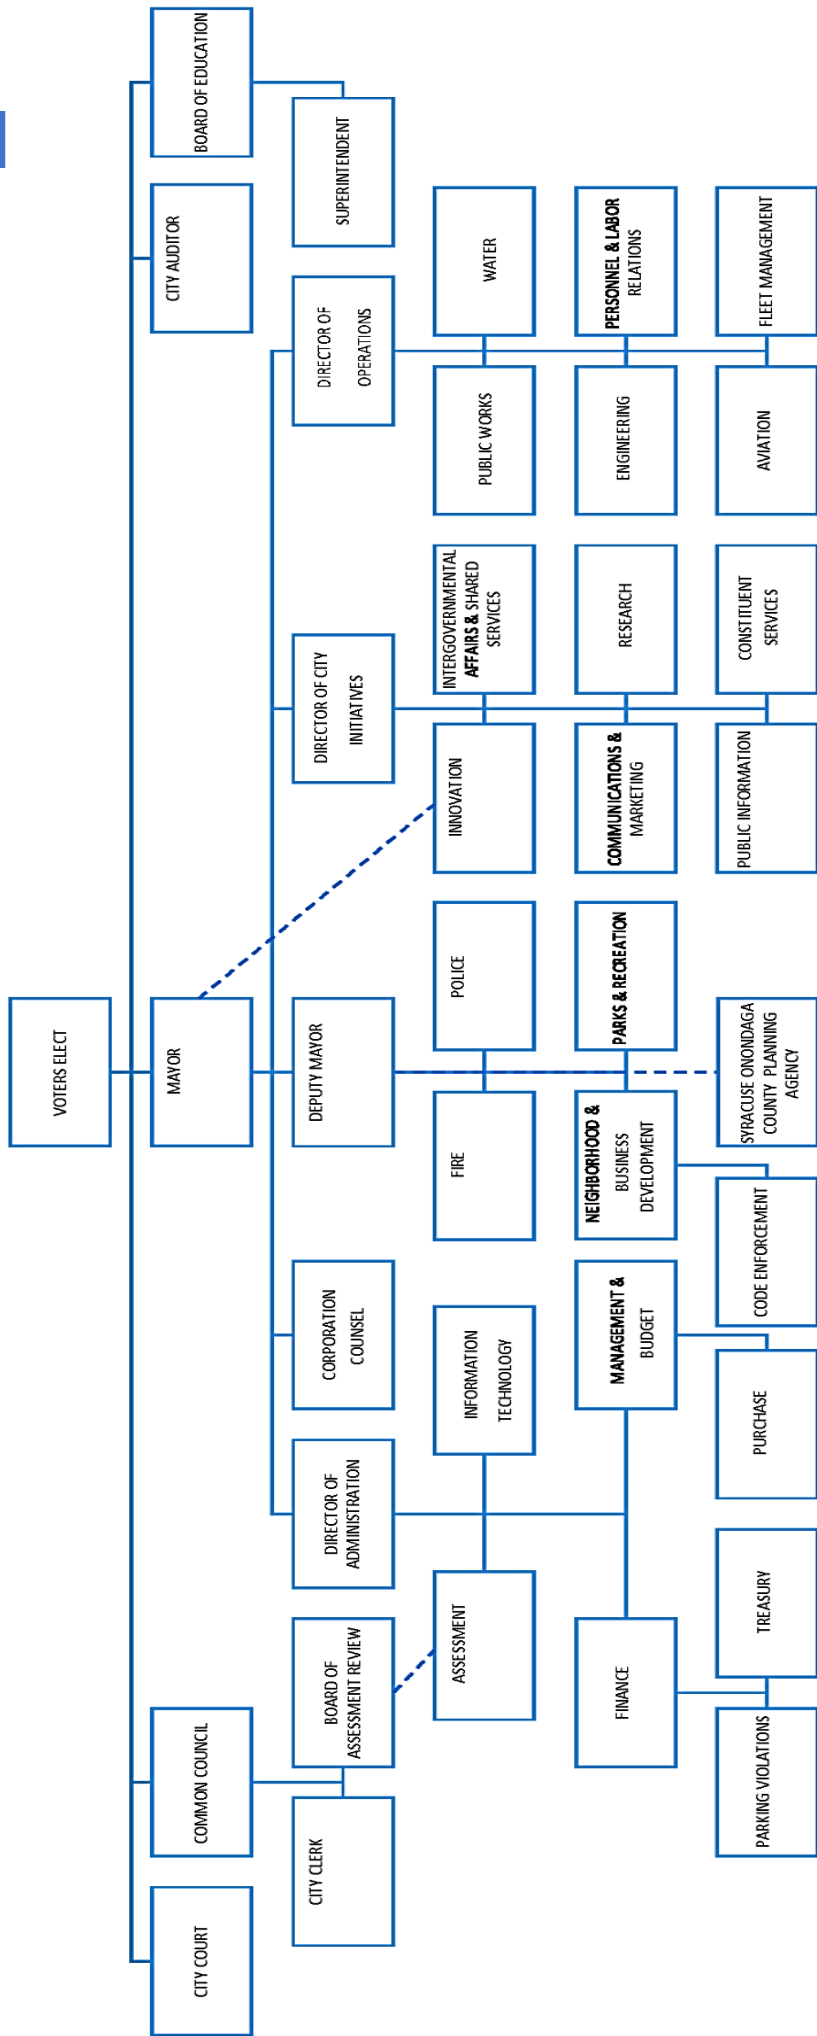 VOTERS ELECT
CITY COURT
COMMON COUNCIL
MAYOR
CITY AUDITOR
BOARD OF EDUCATION
CITY CLERK
BOARD OF
ASSESSMENT REVIEW
DIRECTOR OF
ADMINISTRATION
CORPORATION
COUNSEL
DEPUTY MAYOR
DIRECTOR OF CITY
INITIATIVES
DIRECTOR OF
OPERATIONS
SUPERINTENDENT
ASSESSMENT
INFORMATION
TECHNOLOGY
FIRE
POLICE
INNOVATION
INTERGOVERNMENTAL
AFFAIRS & SHARED
SERVICES
PUBLIC WORKS
WATER
FINANCE
MANAGEMENT &
BUDGET
NEIGHBORHOOD &
BUSINESS
DEVELOPMENT
PARKS & RECREATION
COMMUNICATIONS &
MARKETING
RESEARCH
ENGINEERING
PERSONNEL & LABOR
RELATIONS
PARKING VIOLATIONS
TREASURY
PURCHASE
CODE ENFORCEMENT
SYRACUSE ONONDAGA
COUNTY PLANNING
AGENCY
PUBLIC INFORMATION
CONSTITUENT
SERVICES
AVIATION
FLEET MANAGEMENT